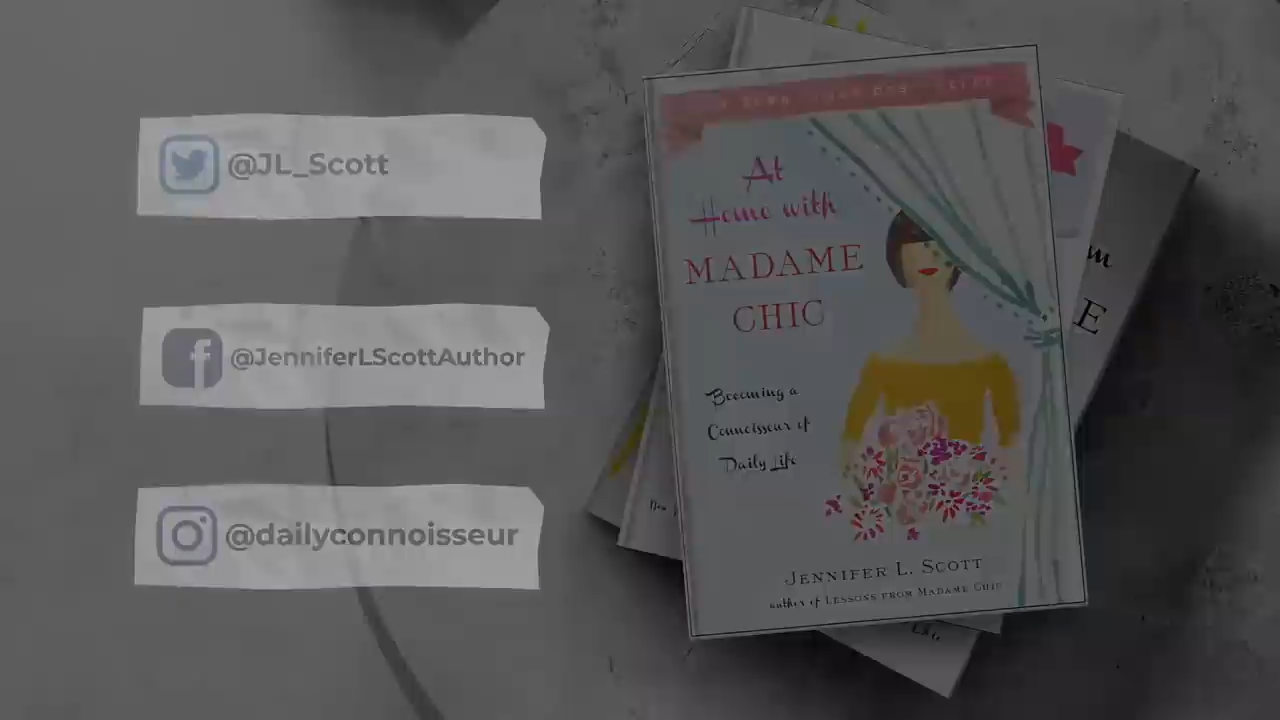 @JL_Scott
@JenniferLScottAuthor
@dailyconnoisseur
At
Home with
MADAME
CHIC
Becoming a
Connoisseur of
Daily Life
JENNIFER L. SCOTT
author of LESSONS FROM MADAME CHIC
m
E